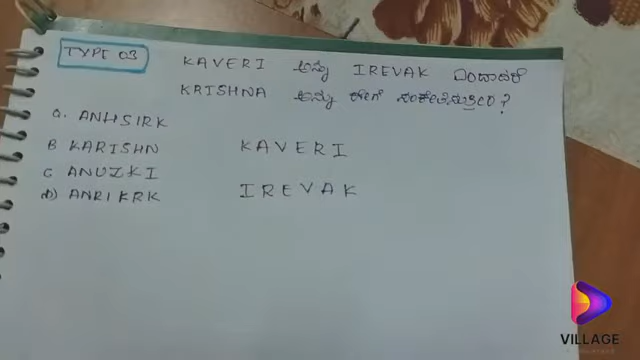 TYPE 03
KAVERI ಅನ್ನು IREVAK ಎಂದಾದರೆ
KRISHNA ಅನ್ನು ಹೇಗೆ ಸಂಕೇತಿಸುತ್ತೀರಿ?
a. ANHSIRK
B KARISHN
C ANUZKI
D) ANRIKRK
KAVERI
IREVAK
VILLAGE